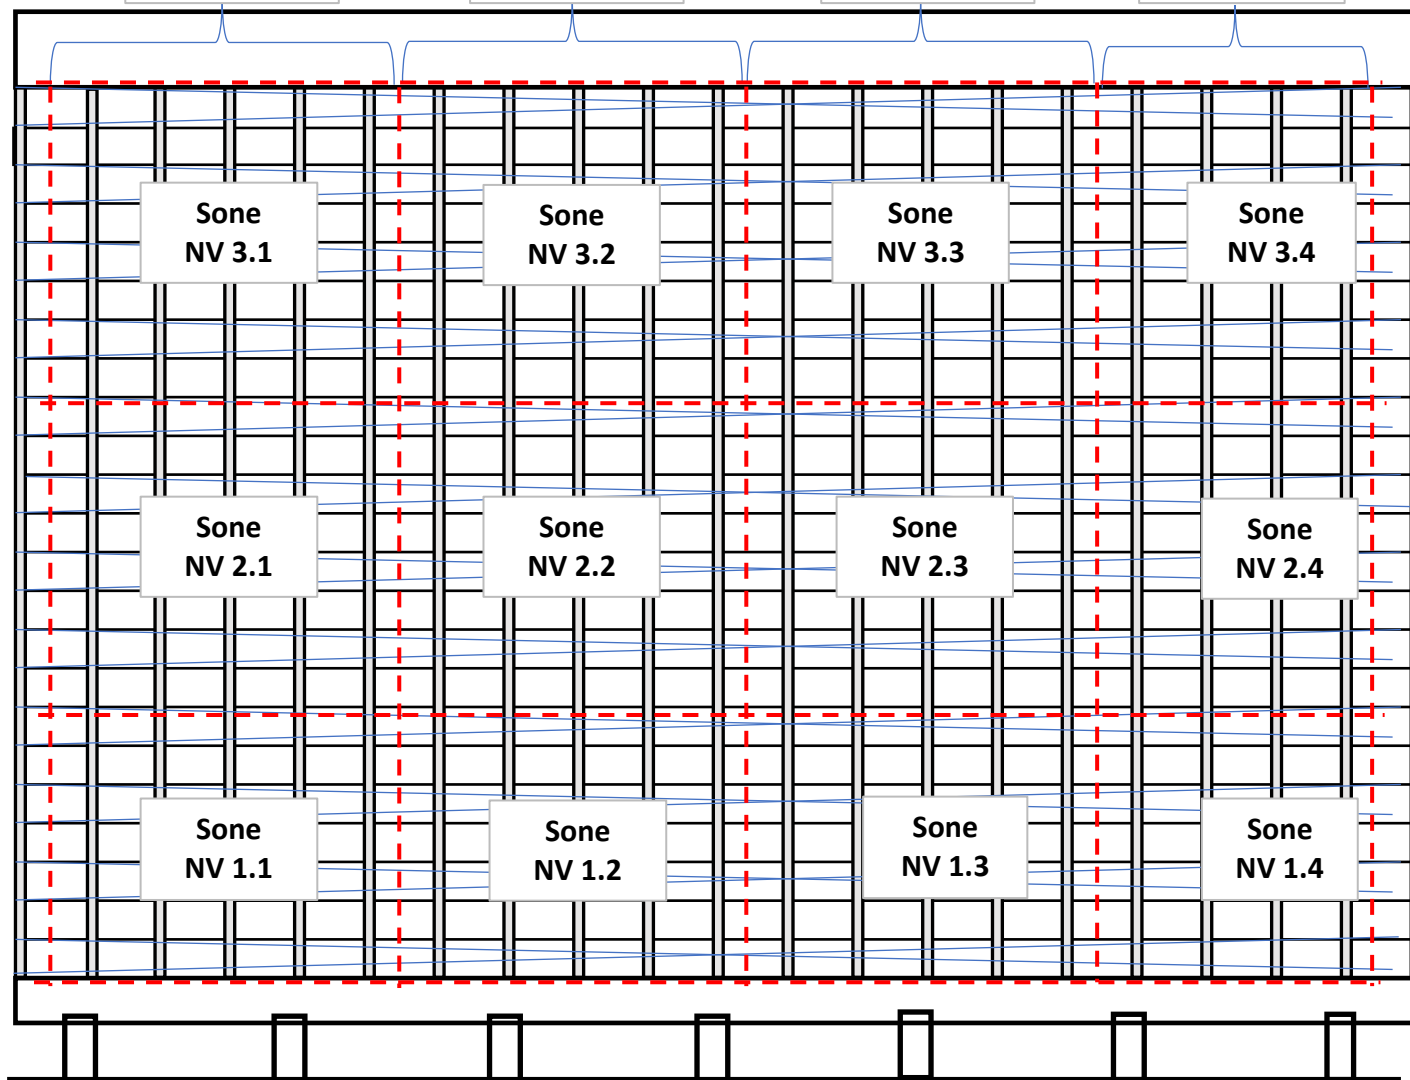 Sone
NV 3.1
Sone
NV 3.2
Sone
NV 3.3
Sone
NV 3.4
Sone
NV 2.1
Sone
NV 2.2
Sone
NV 2.3
Sone
NV 2.4
Sone
NV 1.1
Sone
NV 1.2
Sone
NV 1.3
Sone
NV 1.4